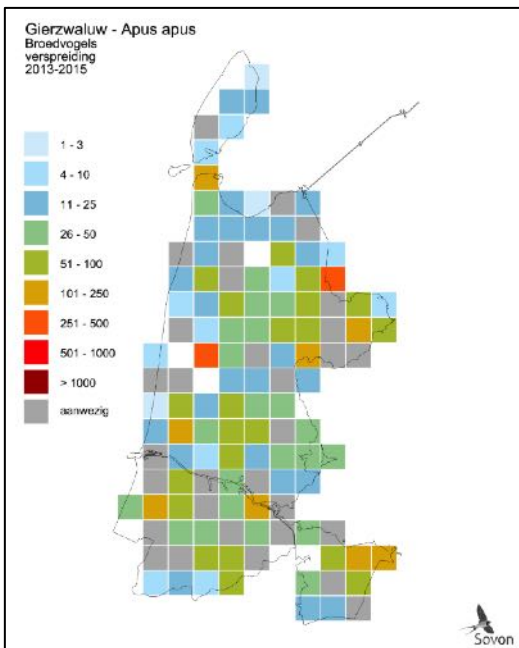 Gierzwaluw - Apus apus
Broedvogels
verspreiding
2013-2015
1 - 3
4 - 10
11 - 25
26 - 50
51 - 100
101 - 250
251 - 500
501 - 1000
> 1000
aanwezig
Sovon